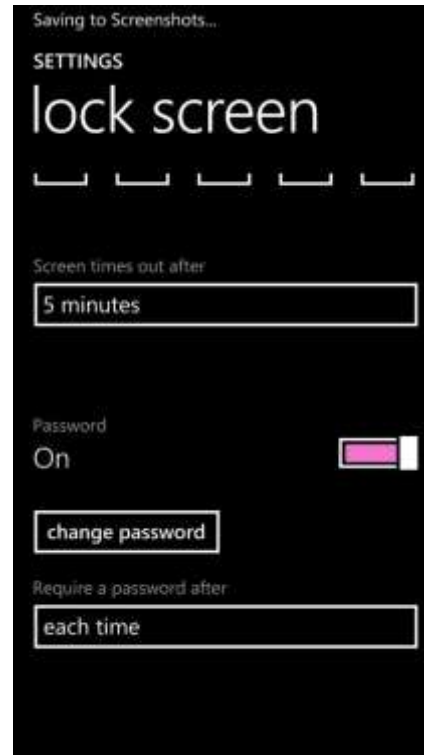 Saving to Screenshots...
SETTINGS
lock screen
Screen times out after
5 minutes
Password
On
change password
Require a password after
each time